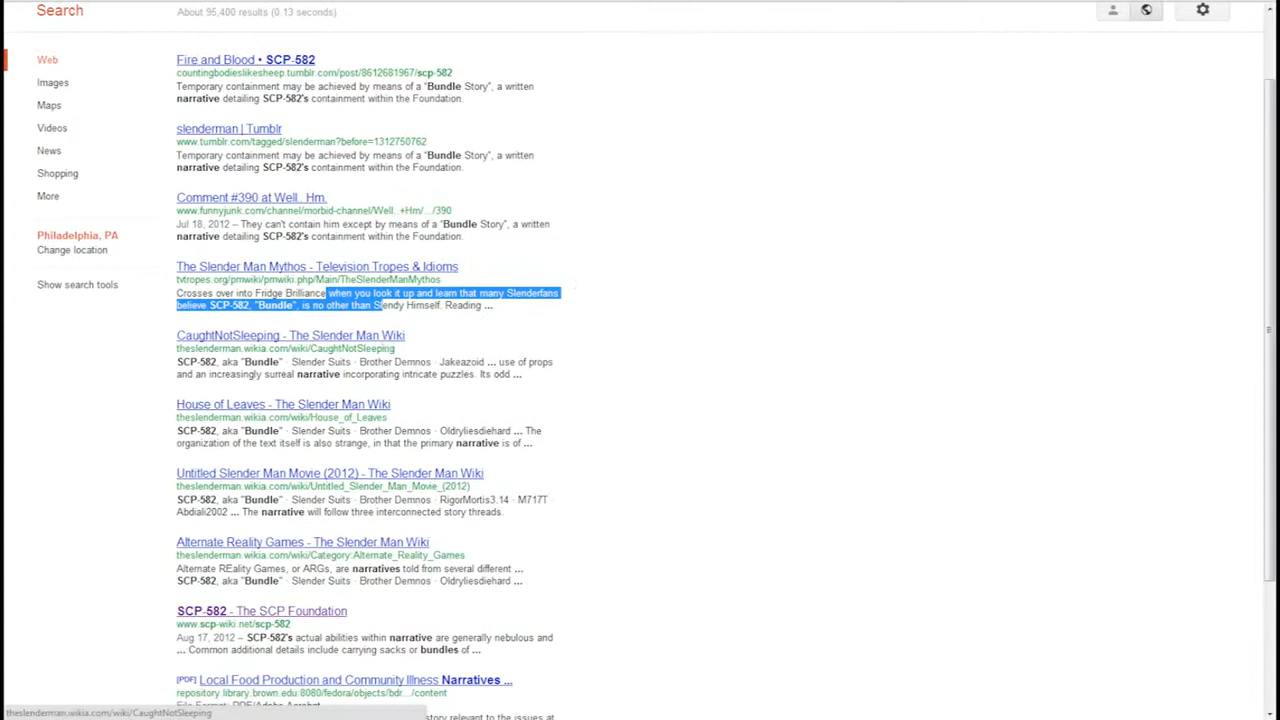 Search
About 95,400 results (0.13 seconds)
Web
Images
Maps
Videos
News
Shopping
More
Philadelphia, PA
Change location
Show search tools
Fire and Blood • SCP-582
countingbodieslikesheep.tumblr.com/post/8612681967/scp-582
Temporary containment may be achieved by means of a "Bundle Story", a written
narrative detailing SCP-582's containment within the Foundation.
slenderman | Tumblr
www.tumblr.com/tagged/slenderman?before=1312750762
Temporary containment may be achieved by means of a "Bundle Story", a written
narrative detailing SCP-582's containment within the Foundation.
Comment #390 at Well.. Hm.
www.funnyjunk.com/channel/morbid-channel/Well..+Hm/.../390
Jul 18, 2012 – They can't contain him except by means of a "Bundle Story", a written
narrative detailing SCP-582's containment within the Foundation.
The Slender Man Mythos - Television Tropes & Idioms
tvtropes.org/pmwiki/pmwiki.php/Main/TheSlenderManMythos
Crosses over into Fridge Brilliance when you look it up and learn that many Slenderfans
believe SCP-582, "Bundle", is no other than Slendy Himself. Reading ...
CaughtNotSleeping - The Slender Man Wiki
theslenderman.wikia.com/wiki/CaughtNotSleeping
SCP-582, aka "Bundle" · Slender Suits · Brother Demnos · Jakeazoid ... use of props
and an increasingly surreal narrative incorporating intricate puzzles. Its odd ...
House of Leaves - The Slender Man Wiki
theslenderman.wikia.com/wiki/House_of_Leaves
SCP-582, aka "Bundle" · Slender Suits · Brother Demnos · Oldryliesdiehard ... The
organization of the text itself is also strange, in that the primary narrative is of ...
Untitled Slender Man Movie (2012) - The Slender Man Wiki
theslenderman.wikia.com/wiki/Untitled_Slender_Man_Movie_(2012)
SCP-582, aka "Bundle" · Slender Suits · Brother Demnos · RigorMortis3.14 · M717T ·
Abdiali2002 ... The narrative will follow three interconnected story threads.
Alternate Reality Games - The Slender Man Wiki
theslenderman.wikia.com/wiki/Category:Alternate_Reality_Games
Alternate REality Games, or ARGs, are narratives told from several different ...
SCP-582, aka "Bundle" · Slender Suits · Brother Demnos · Oldryliesdiehard ...
SCP-582 - The SCP Foundation
www.scp-wiki.net/scp-582
Aug 17, 2012 – SCP-582's actual abilities within narrative are generally nebulous and
... Common additional details include carrying sacks or bundles of ...
[PDF] Local Food Production and Community Illness Narratives ...
repository.library.brown.edu:8080/fedora/objects/bdr.../content
File Format: PDF/Adobe Acrobat
story relevant to the issues at
theslenderman.wikia.com/wiki/CaughtNotSleeping